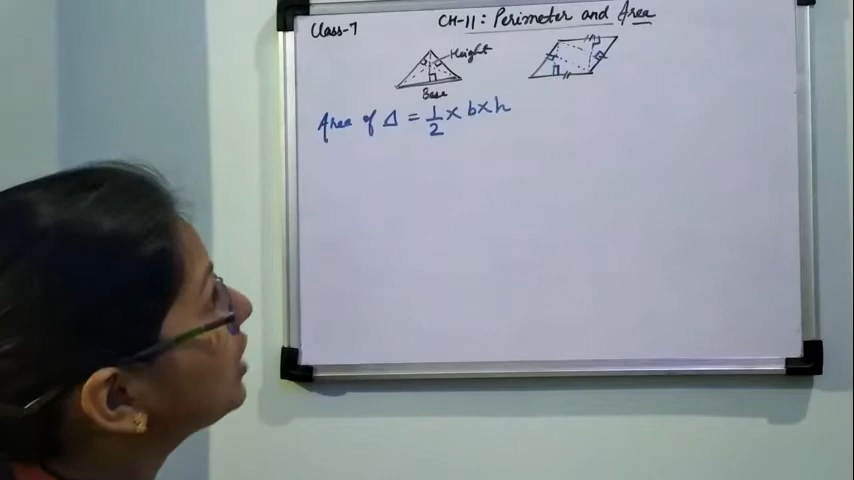 Class-7
CH-11: Perimeter and Area
Height
Base
Area of Δ = 1/2 × b × h